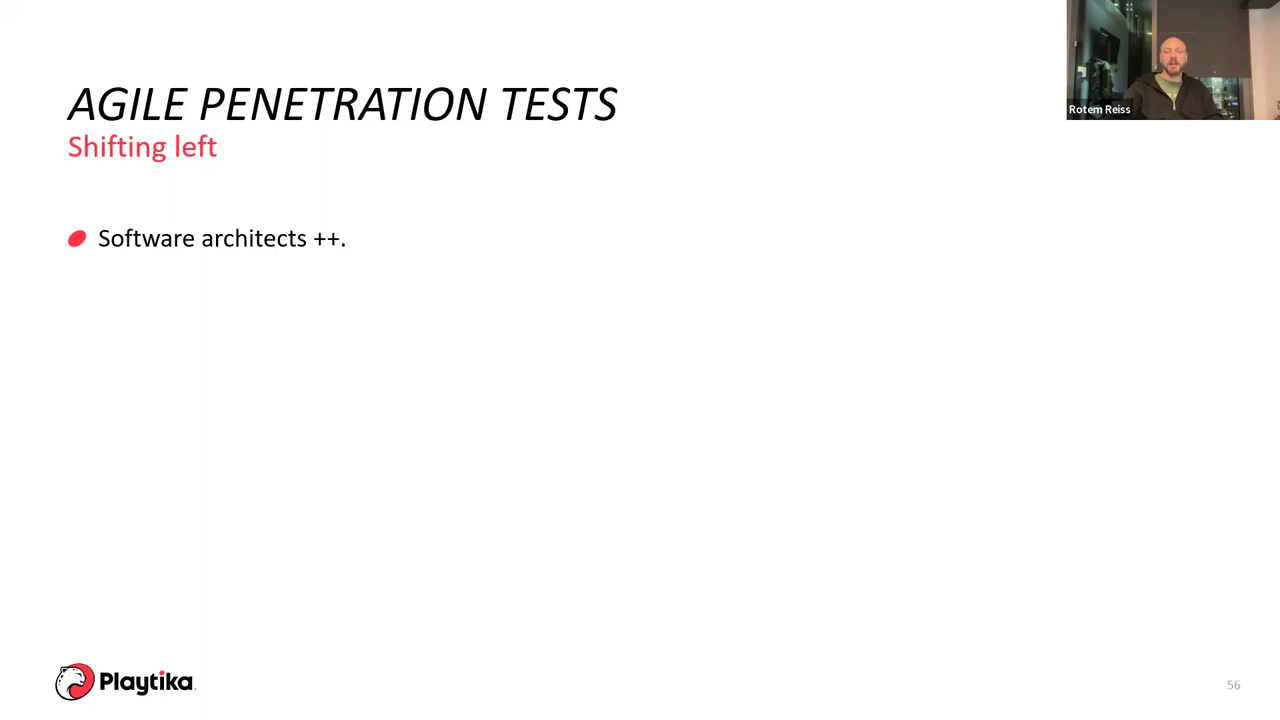 AGILE PENETRATION TESTS
Shifting left
Software architects ++.
Rotem Reiss
Playtika
56